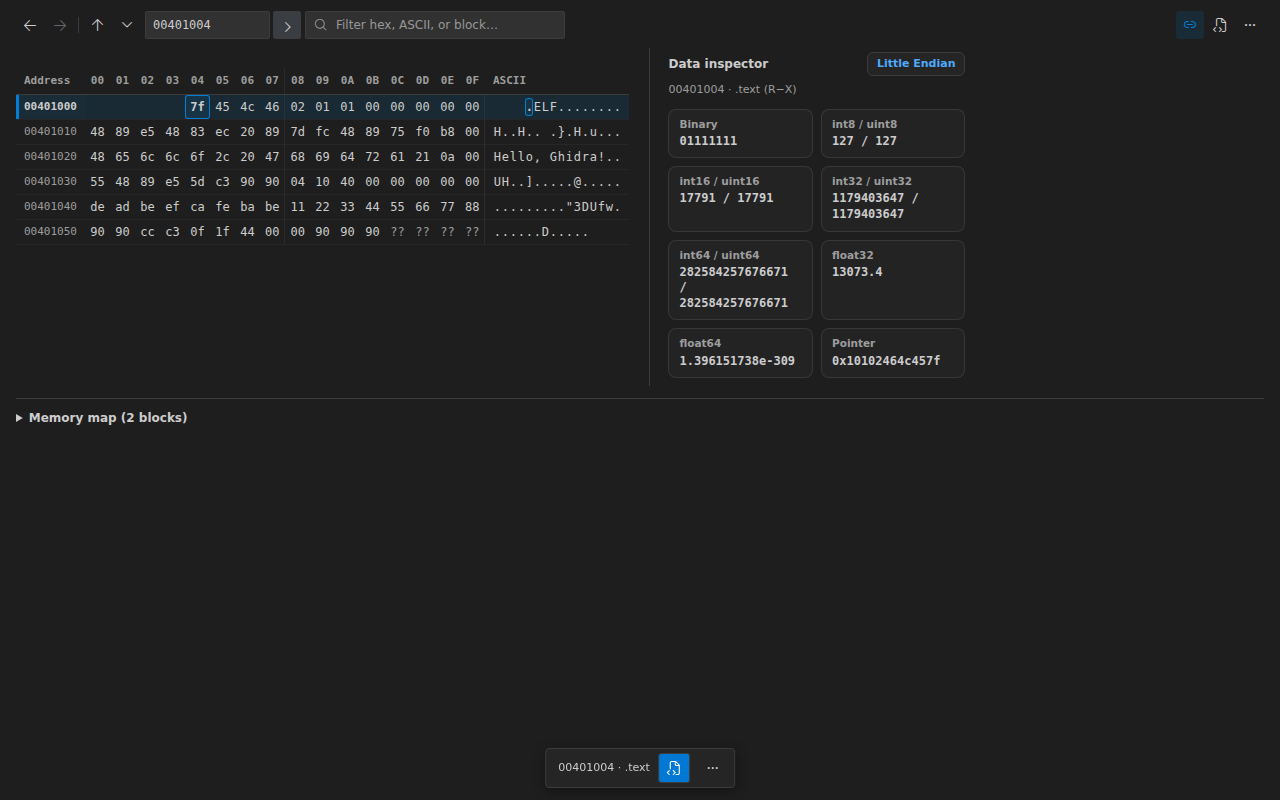 00401004
Filter hex, ASCII, or block...
Address 00 01 02 03 04 05 06 07 08 09 0A 0B 0C 0D 0E 0F ASCII
00401000 7f 45 4c 46 02 01 01 00 00 00 00 00 .ELF........
00401010 48 89 e5 48 83 ec 20 89 7d fc 48 89 75 f0 b8 00 H..H.. .}.H.u...
00401020 48 65 6c 6c 6f 2c 20 47 68 69 64 72 61 21 0a 00 Hello, Ghidra!..
00401030 55 48 89 e5 5d c3 90 90 04 10 40 00 00 00 00 00 UH..].....@.....
00401040 de ad be ef ca fe ba be 11 22 33 44 55 66 77 88 ........."3DUfw.
00401050 90 90 cc c3 0f 1f 44 00 00 90 90 90 ?? ?? ?? ?? ......D.....
Data inspector
Little Endian
00401004 · .text (R−X)
Binary
01111111
int8 / uint8
127 / 127
int16 / uint16
17791 / 17791
int32 / uint32
1179403647 /
1179403647
int64 / uint64
282584257676671
/
282584257676671
float32
13073.4
float64
1.396151738e-309
Pointer
0x10102464c457f
Memory map (2 blocks)
00401004 · .text